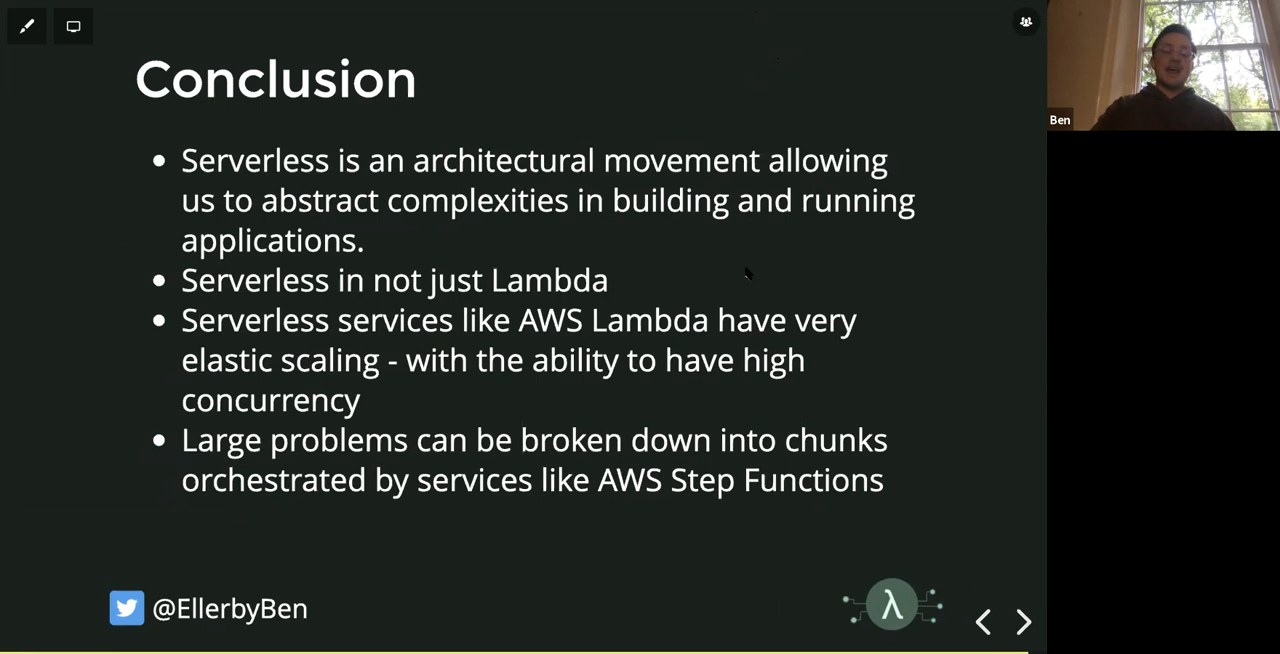 Conclusion
Serverless is an architectural movement allowing
us to abstract complexities in building and running
applications.
Serverless in not just Lambda
Serverless services like AWS Lambda have very
elastic scaling - with the ability to have high
concurrency
Large problems can be broken down into chunks
orchestrated by services like AWS Step Functions
@EllerbyBen
λ
Ben